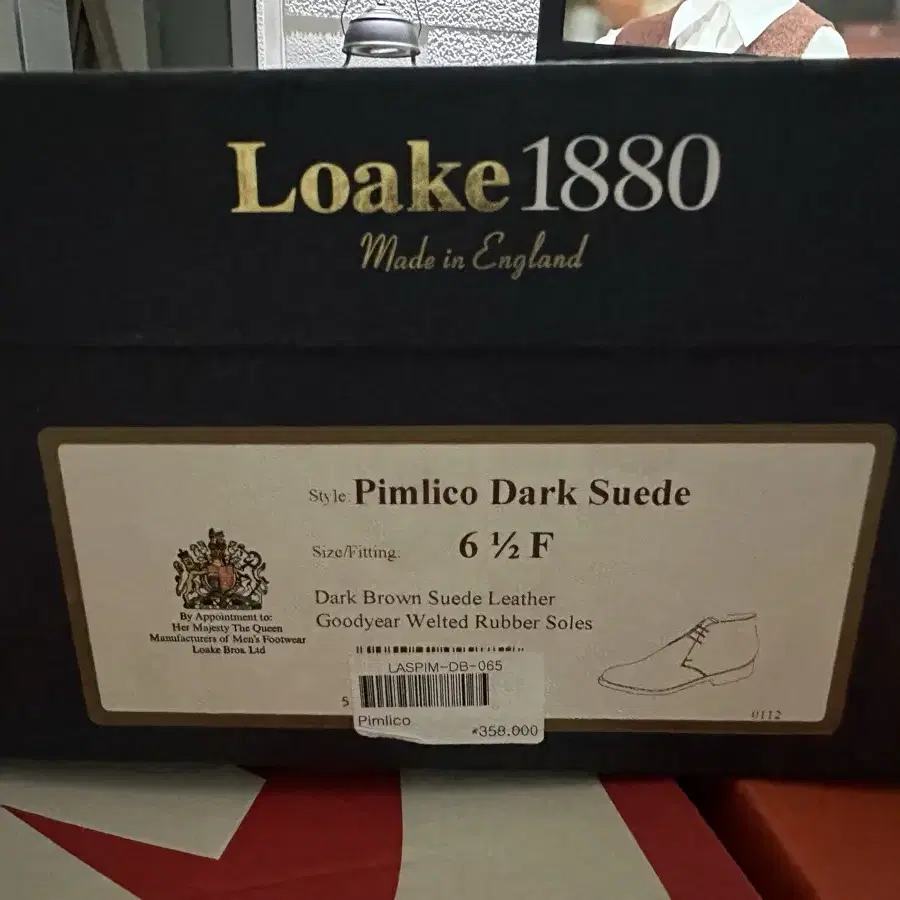 Loake1880
Made in England
Style: Pimlico Dark Suede
Size/Fitting: 6 ½ F
Dark Brown Suede Leather
Goodyear Welted Rubber Soles
By Appointment to:
Her Majesty The Queen
Manufacturers of Men's Footwear
Loake Bros. Ltd
LASPIM-DB-065
5
Pimlico
*358.000
0112